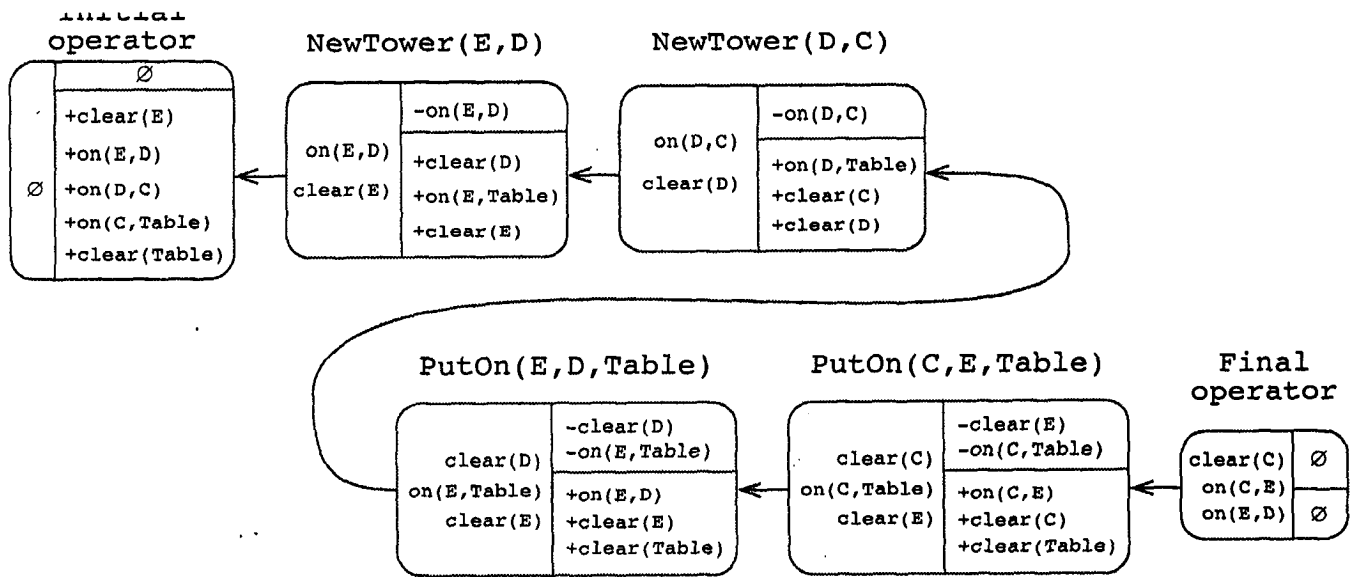 Initial
operator
∅
∅
+clear(E)
+on(E,D)
+on(D,C)
+on(C,Table)
+clear(Table)
NewTower(E,D)
on(E,D)
clear(E)
-on(E,D)
+clear(D)
+on(E,Table)
+clear(E)
NewTower(D,C)
on(D,C)
clear(D)
-on(D,C)
+on(D,Table)
+clear(C)
+clear(D)
PutOn(E,D,Table)
clear(D)
on(E,Table)
clear(E)
-clear(D)
-on(E,Table)
+on(E,D)
+clear(E)
+clear(Table)
PutOn(C,E,Table)
clear(C)
on(C,Table)
clear(E)
-clear(E)
-on(C,Table)
+on(C,E)
+clear(C)
+clear(Table)
Final
operator
clear(C)
on(C,E)
on(E,D)
∅
∅